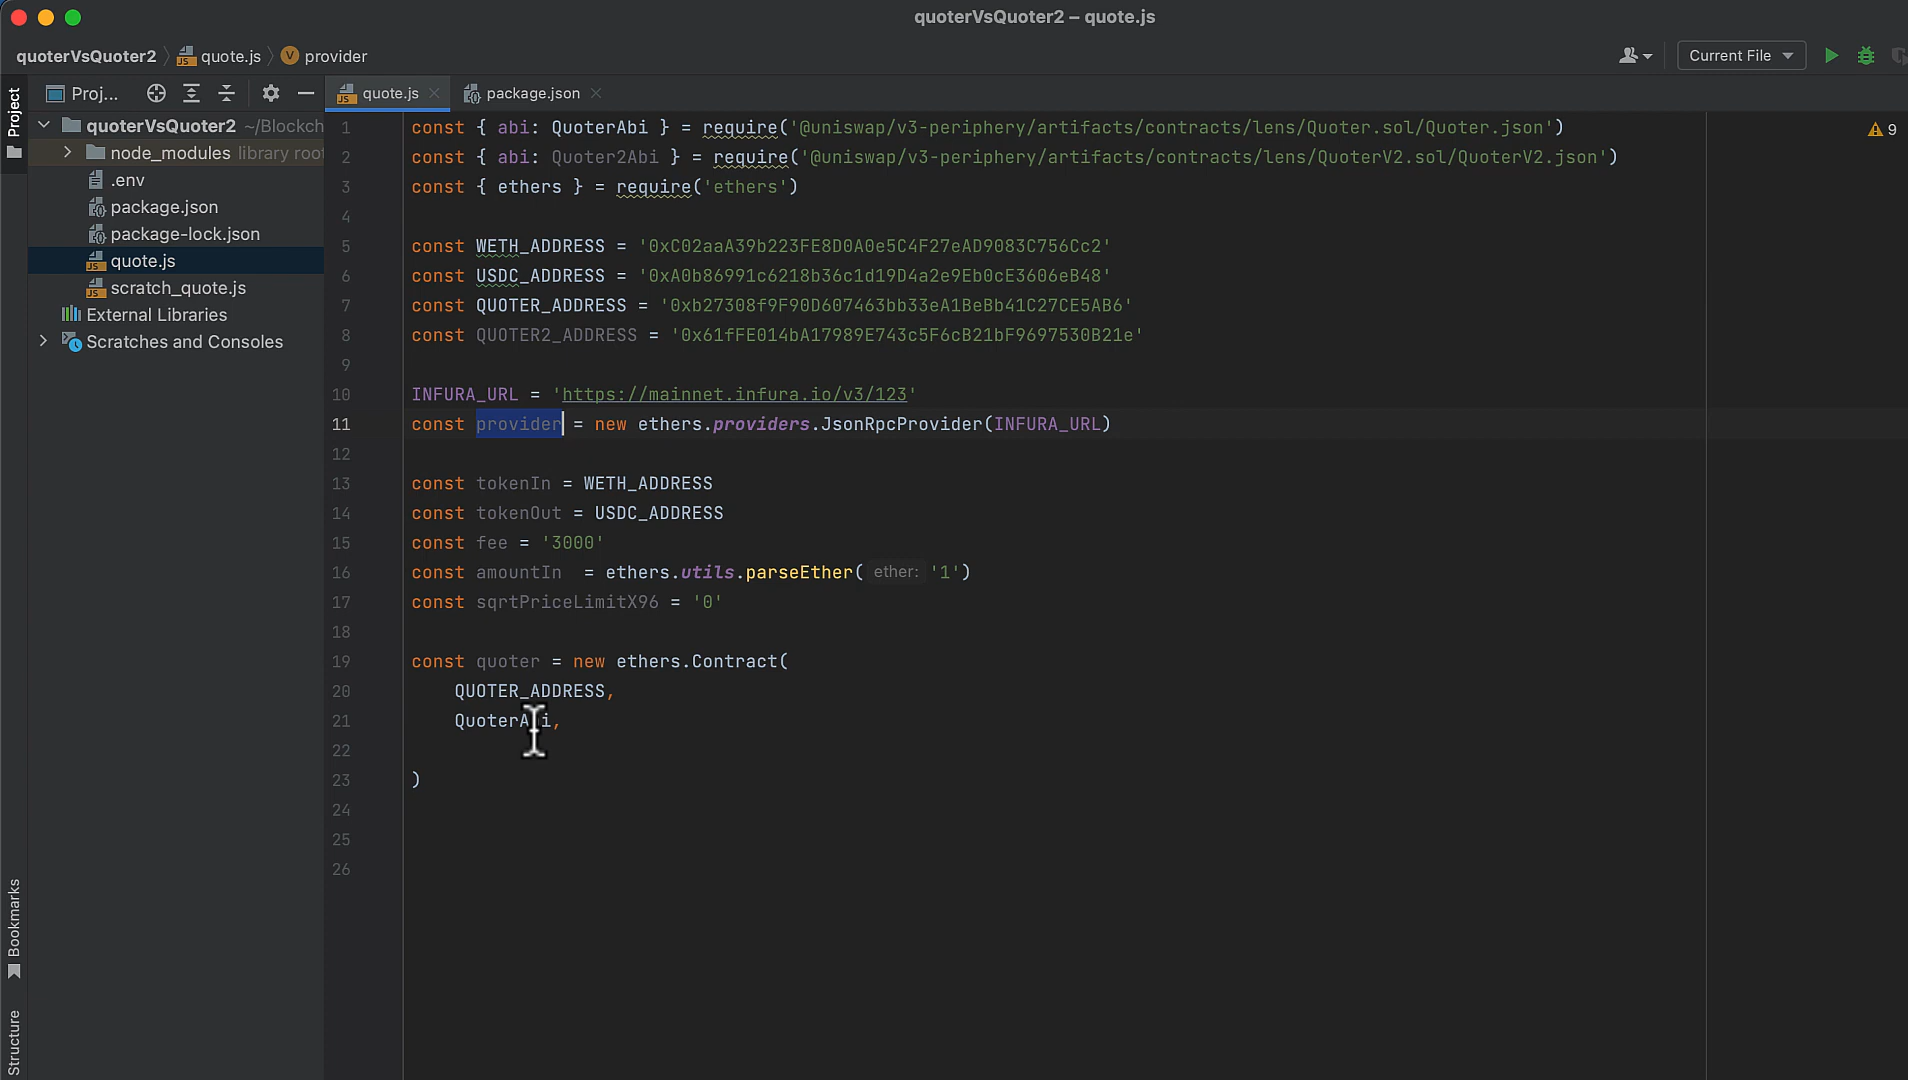 quoterVsQuoter2 – quote.js
quoterVsQuoter2 quote.js V provider
Current File
Project
Proj...
quote.js
package.json
quoterVsQuoter2 ~/Blockch
node_modules library root
.env
package.json
package-lock.json
quote.js
scratch_quote.js
External Libraries
Scratches and Consoles
9
1 const { abi: QuoterAbi } = require('@uniswap/v3-periphery/artifacts/contracts/lens/Quoter.sol/Quoter.json')
2 const { abi: Quoter2Abi } = require('@uniswap/v3-periphery/artifacts/contracts/lens/QuoterV2.sol/QuoterV2.json')
3 const { ethers } = require('ethers')
4
5 const WETH_ADDRESS = '0xC02aaA39b223FE8D0A0e5C4F27eAD9083C756Cc2'
6 const USDC_ADDRESS = '0xA0b86991c6218b36c1d19D4a2e9Eb0cE3606eB48'
7 const QUOTER_ADDRESS = '0xb27308f9F90D607463bb33eA1BeBb41C27CE5AB6'
8 const QUOTER2_ADDRESS = '0x61fFE014bA17989E743c5F6cB21bF9697530B21e'
9
10 INFURA_URL = 'https://mainnet.infura.io/v3/123'
11 const provider = new ethers.providers.JsonRpcProvider(INFURA_URL)
12
13 const tokenIn = WETH_ADDRESS
14 const tokenOut = USDC_ADDRESS
15 const fee = '3000'
16 const amountIn  = ethers.utils.parseEther( ether: '1')
17 const sqrtPriceLimitX96 = '0'
18
19 const quoter = new ethers.Contract(
20 QUOTER_ADDRESS,
21 QuoterAbi,
22
23 )
24
25
26
Bookmarks
Structure